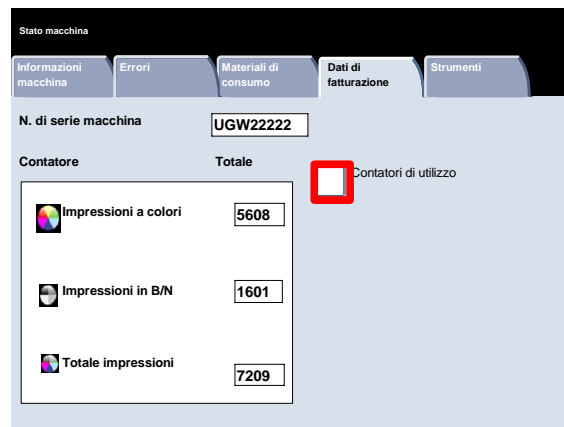 Stato macchina
Informazioni macchina
Errori
Materiali di consumo
Dati di fatturazione
Strumenti
N. di serie macchina UGW22222
Contatore Totale
Contatori di utilizzo
Impressioni a colori 5608
Impressioni in B/N 1601
Totale impressioni 7209